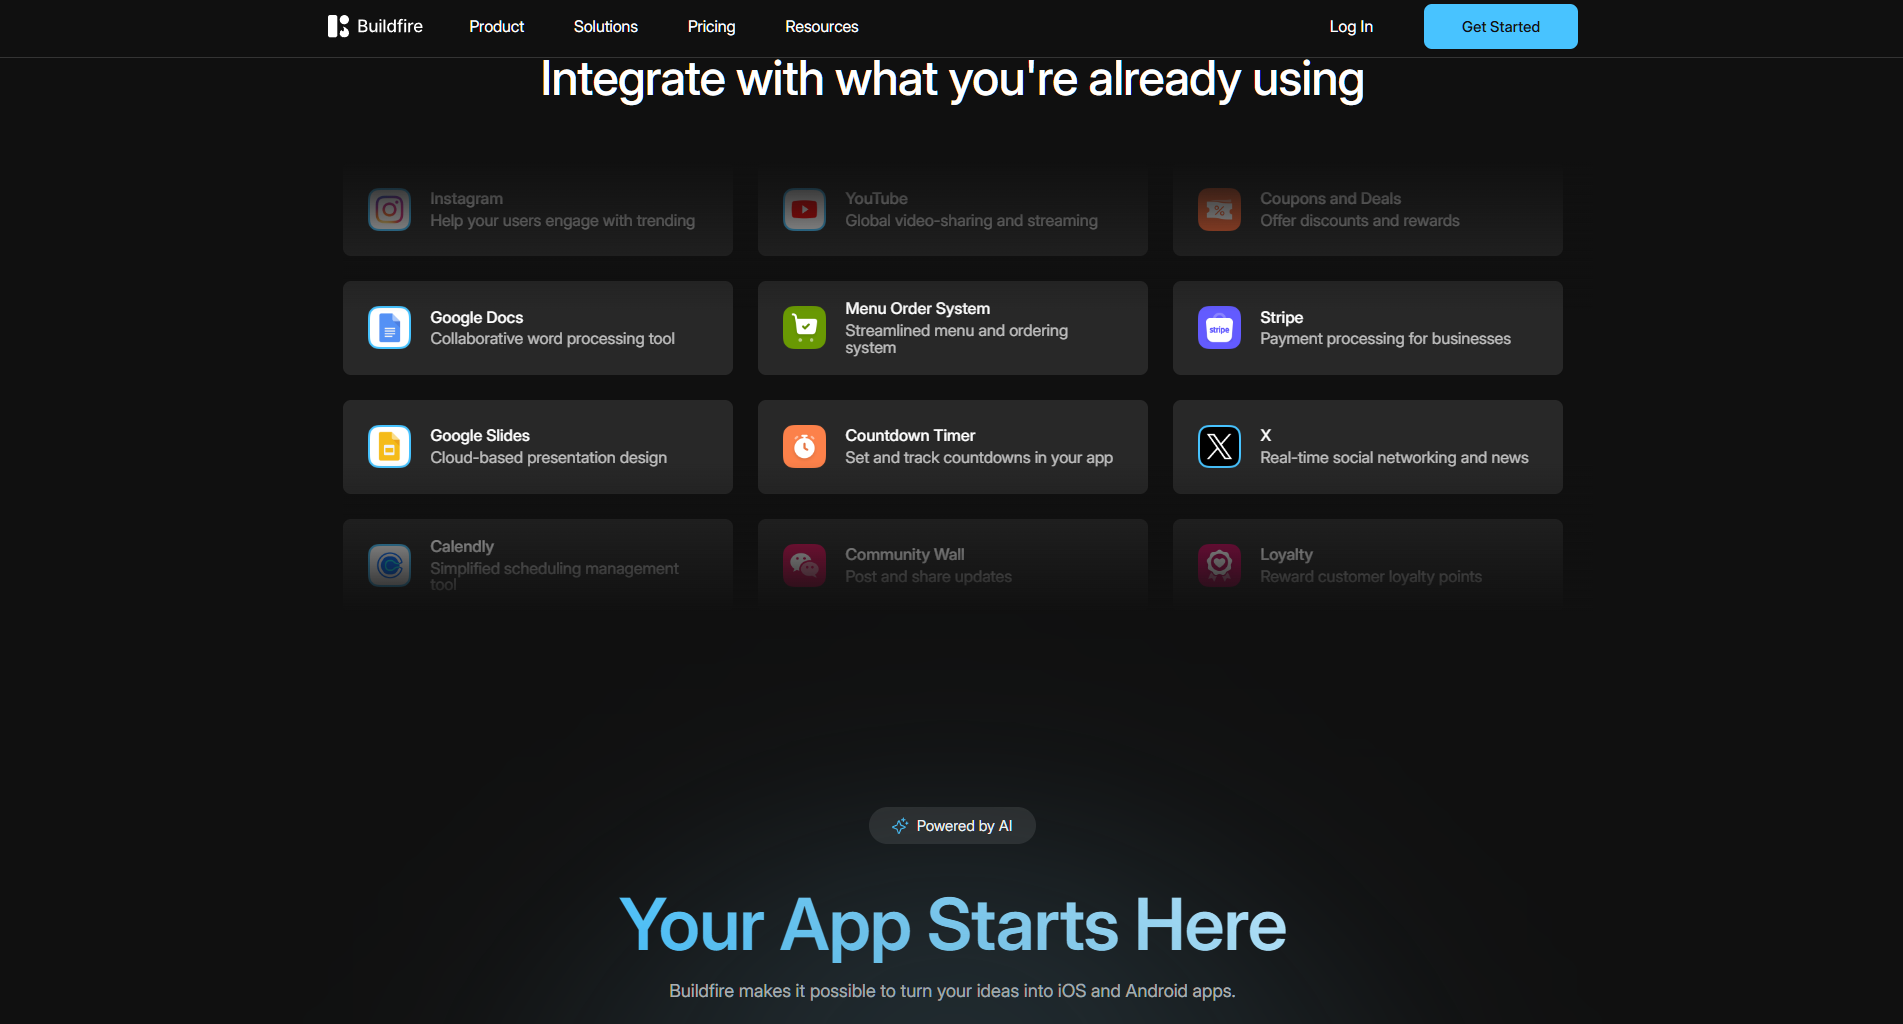 Buildfire
Product
Solutions
Pricing
Resources
Log In
Get Started
Integrate with what you're already using
Instagram
Help your users engage with trending
YouTube
Global video-sharing and streaming
Coupons and Deals
Offer discounts and rewards
Google Docs
Collaborative word processing tool
Menu Order System
Streamlined menu and ordering
system
stripe
Stripe
Payment processing for businesses
Google Slides
Cloud-based presentation design
Countdown Timer
Set and track countdowns in your app
X
Real-time social networking and news
Calendly
Simplified scheduling management
tool
Community Wall
Post and share updates
Loyalty
Reward customer loyalty points
Powered by AI
Your App Starts Here
Buildfire makes it possible to turn your ideas into iOS and Android apps.